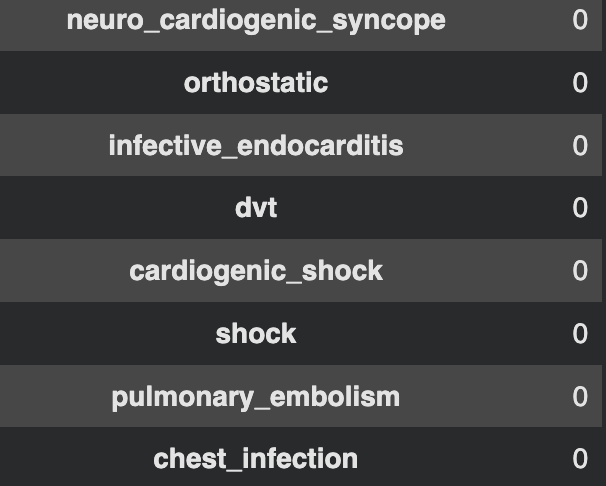 neuro_cardiogenic_syncope 0
orthostatic 0
infective_endocarditis 0
dvt 0
cardiogenic_shock 0
shock 0
pulmonary_embolism 0
chest_infection 0